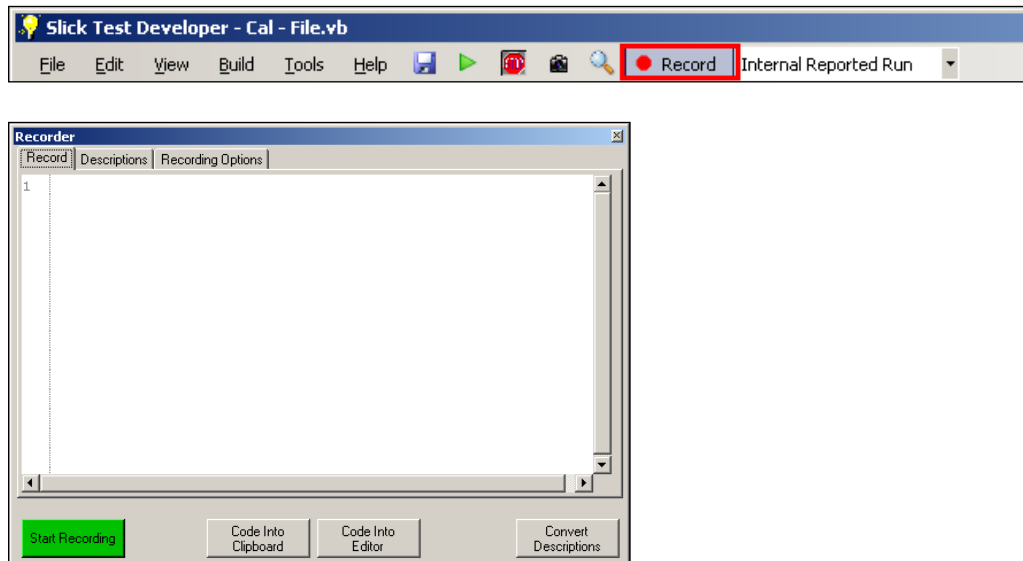 Slick Test Developer - Cal - File.vb
File Edit View Build Tools Help Record Internal Reported Run
Recorder
Record Descriptions Recording Options
1
Start Recording
Code Into
Clipboard
Code Into
Editor
Convert
Descriptions